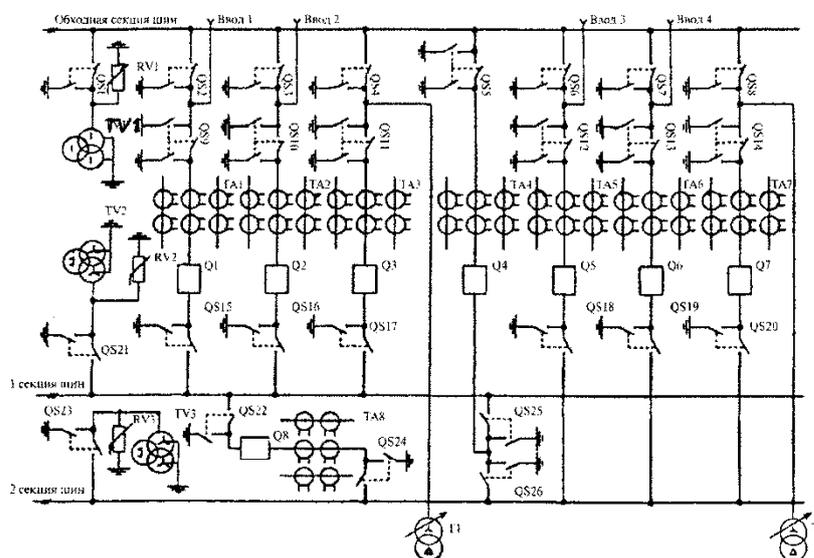 Обходная секция шин
Ввод 1
Ввод 2
Ввод 3
Ввод 4
RV1
QS1
QS2
QS3
QS4
QS5
QS6
QS7
QS8
TV1
QS9
QS10
QS11
QS12
QS13
QS14
TA1
TA2
TA3
TA4
TA5
TA6
TA7
TV2
RV2
Q1
Q2
Q3
Q4
Q5
Q6
Q7
QS15
QS16
QS17
QS18
QS19
QS20
QS21
1 секция шин
QS23
RV3
TV3
QS22
Q8
TA8
QS24
QS25
QS26
2 секция шин